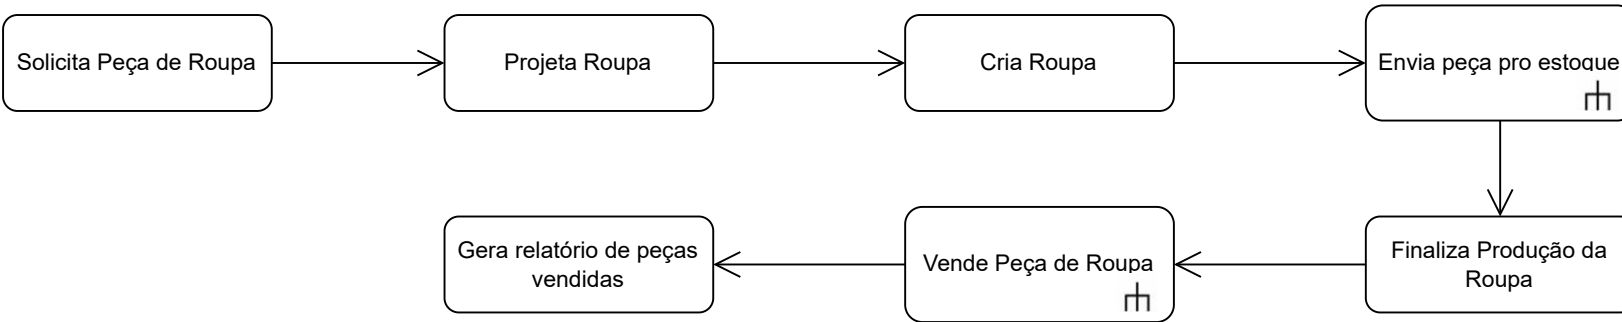 Solicita Peça de Roupa
Projeta Roupa
Cria Roupa
Envia peça pro estoque
Gera relatório de peças
vendidas
Vende Peça de Roupa
Finaliza Produção da
Roupa